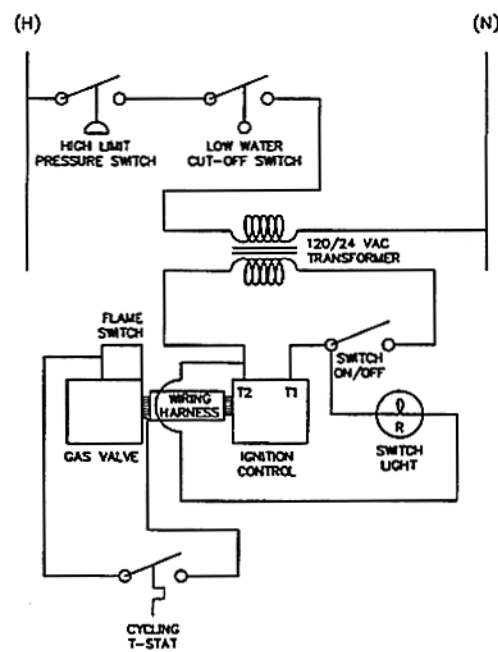 (H)
(N)
HIGH LIMIT
PRESSURE SWITCH
LOW WATER
CUT-OFF SWITCH
120/24 VAC
TRANSFORMER
FLAME
SWITCH
SWITCH
ON/OFF
T2
T1
WIRING
HARNESS
R
GAS VALVE
IGNITION
CONTROL
SWITCH
LIGHT
CYCLING
T-STAT